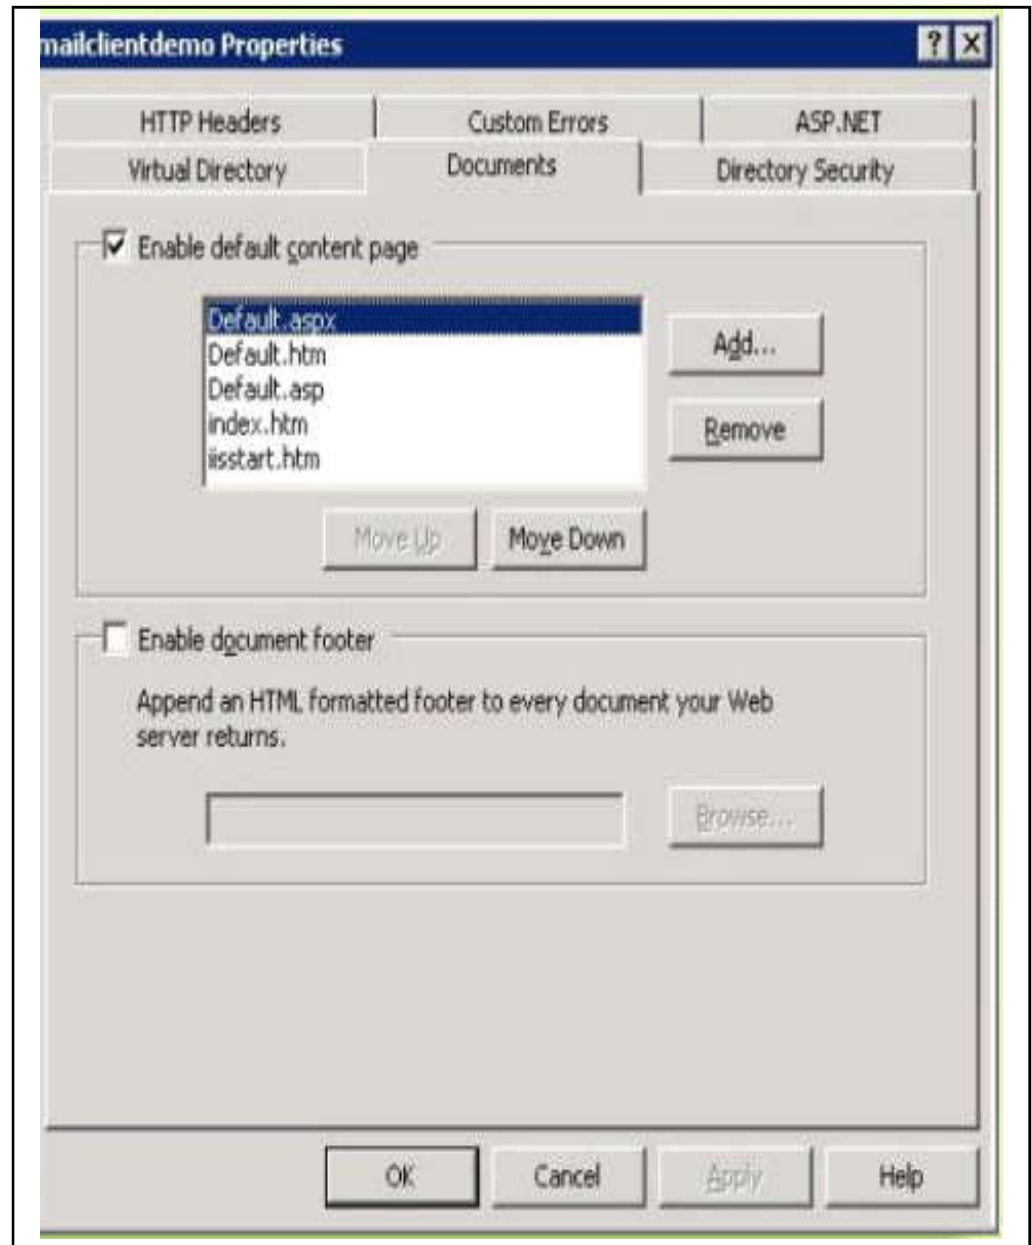 mailclientdemo Properties
HTTP Headers
Custom Errors
ASP.NET
Virtual Directory
Documents
Directory Security
Enable default content page
Default.aspx
Default.htm
Default.asp
index.htm
iisstart.htm
Add...
Remove
Move Up
Move Down
Enable document footer
Append an HTML formatted footer to every document your Web
server returns.
Browse...
OK
Cancel
Apply
Help